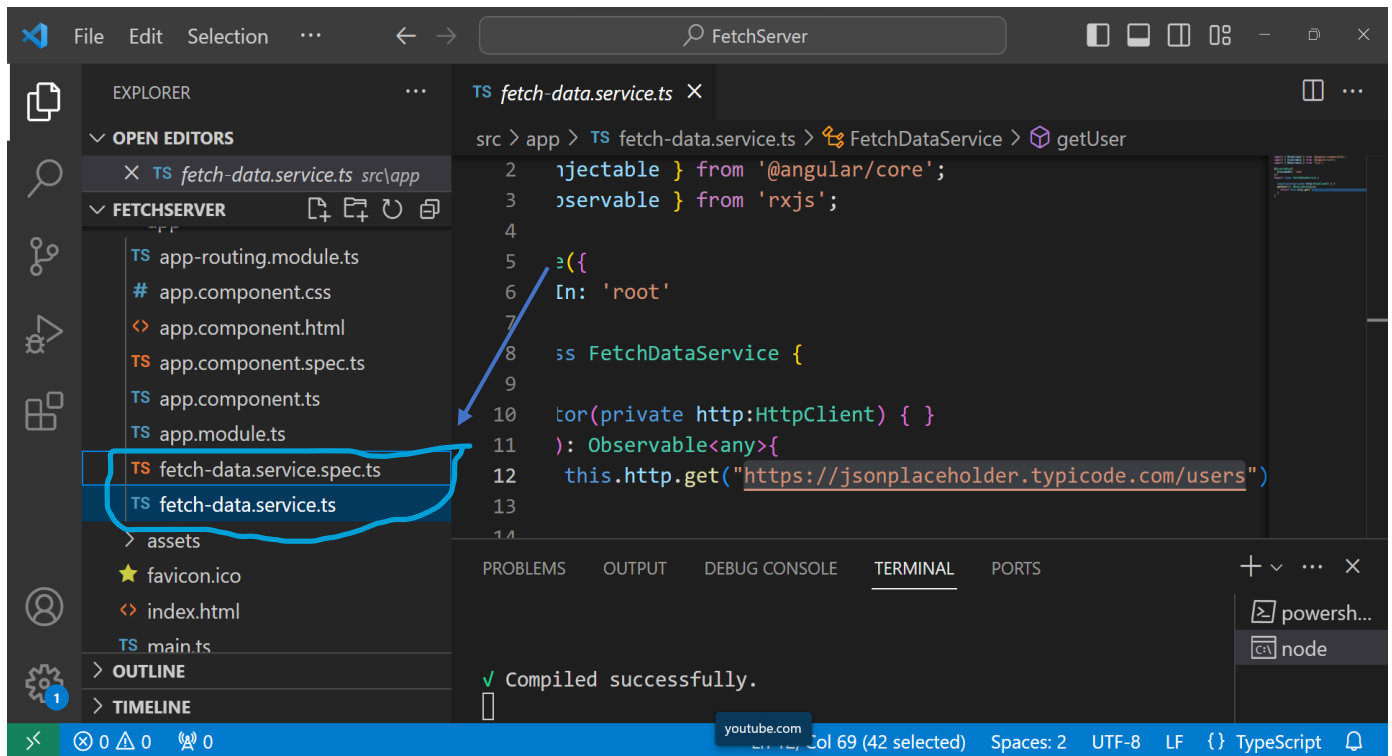 File Edit Selection ··· FetchServer
EXPLORER ···
OPEN EDITORS
TS fetch-data.service.ts src\app
FETCHSERVER
app
TS app-routing.module.ts
# app.component.css
<> app.component.html
TS app.component.spec.ts
TS app.component.ts
TS app.module.ts
TS fetch-data.service.spec.ts
TS fetch-data.service.ts
assets
favicon.ico
<> index.html
TS main.ts
OUTLINE
TIMELINE
TS fetch-data.service.ts
src > app > TS fetch-data.service.ts > FetchDataService > getUser
2 njectable } from '@angular/core';
3 bservable } from 'rxjs';
4
5 e({
6 In: 'root'
7
8 ss FetchDataService {
9
10 tor(private http:HttpClient) { }
11 ): Observable<any>{
12 this.http.get("https://jsonplaceholder.typicode.com/users")
13
14
PROBLEMS OUTPUT DEBUG CONSOLE TERMINAL PORTS
√ Compiled successfully.
powersh...
node
youtube.com
1
0 0 0 Ln 12, Col 69 (42 selected) Spaces: 2 UTF-8 LF {} TypeScript